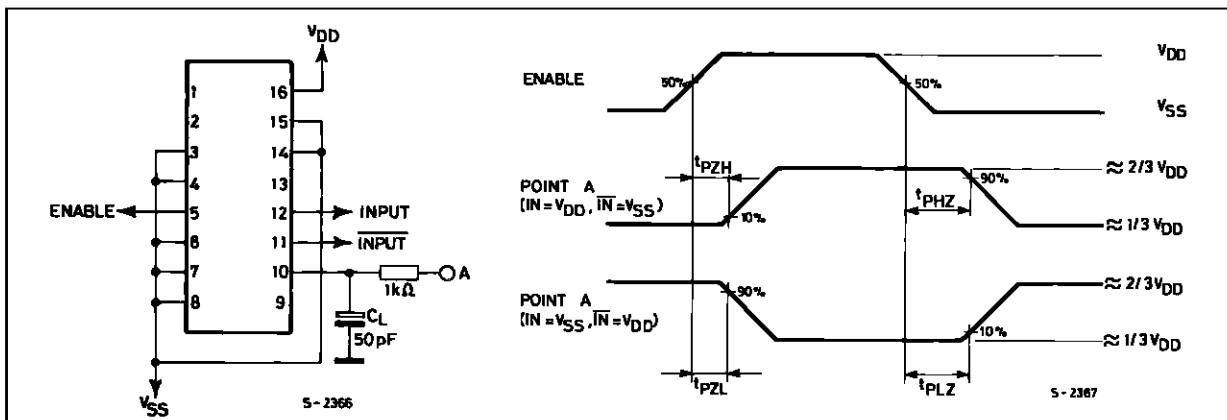 VDD
1 16
2 15
3 14
4 13
ENABLE 5 12 INPUT
6 11 INPUT
7 10 A
1kΩ
8 9
CL
50pF
VSS
S-2366
ENABLE
50%
50%
VDD
VSS
tPZH
POINT A
(IN=VDD, IN=VSS)
10%
tPHZ
90%
≈ 2/3 VDD
≈ 1/3 VDD
POINT A
(IN=VSS, IN=VDD)
90%
10%
≈ 2/3 VDD
≈ 1/3 VDD
tPZL
tPLZ
S-2367